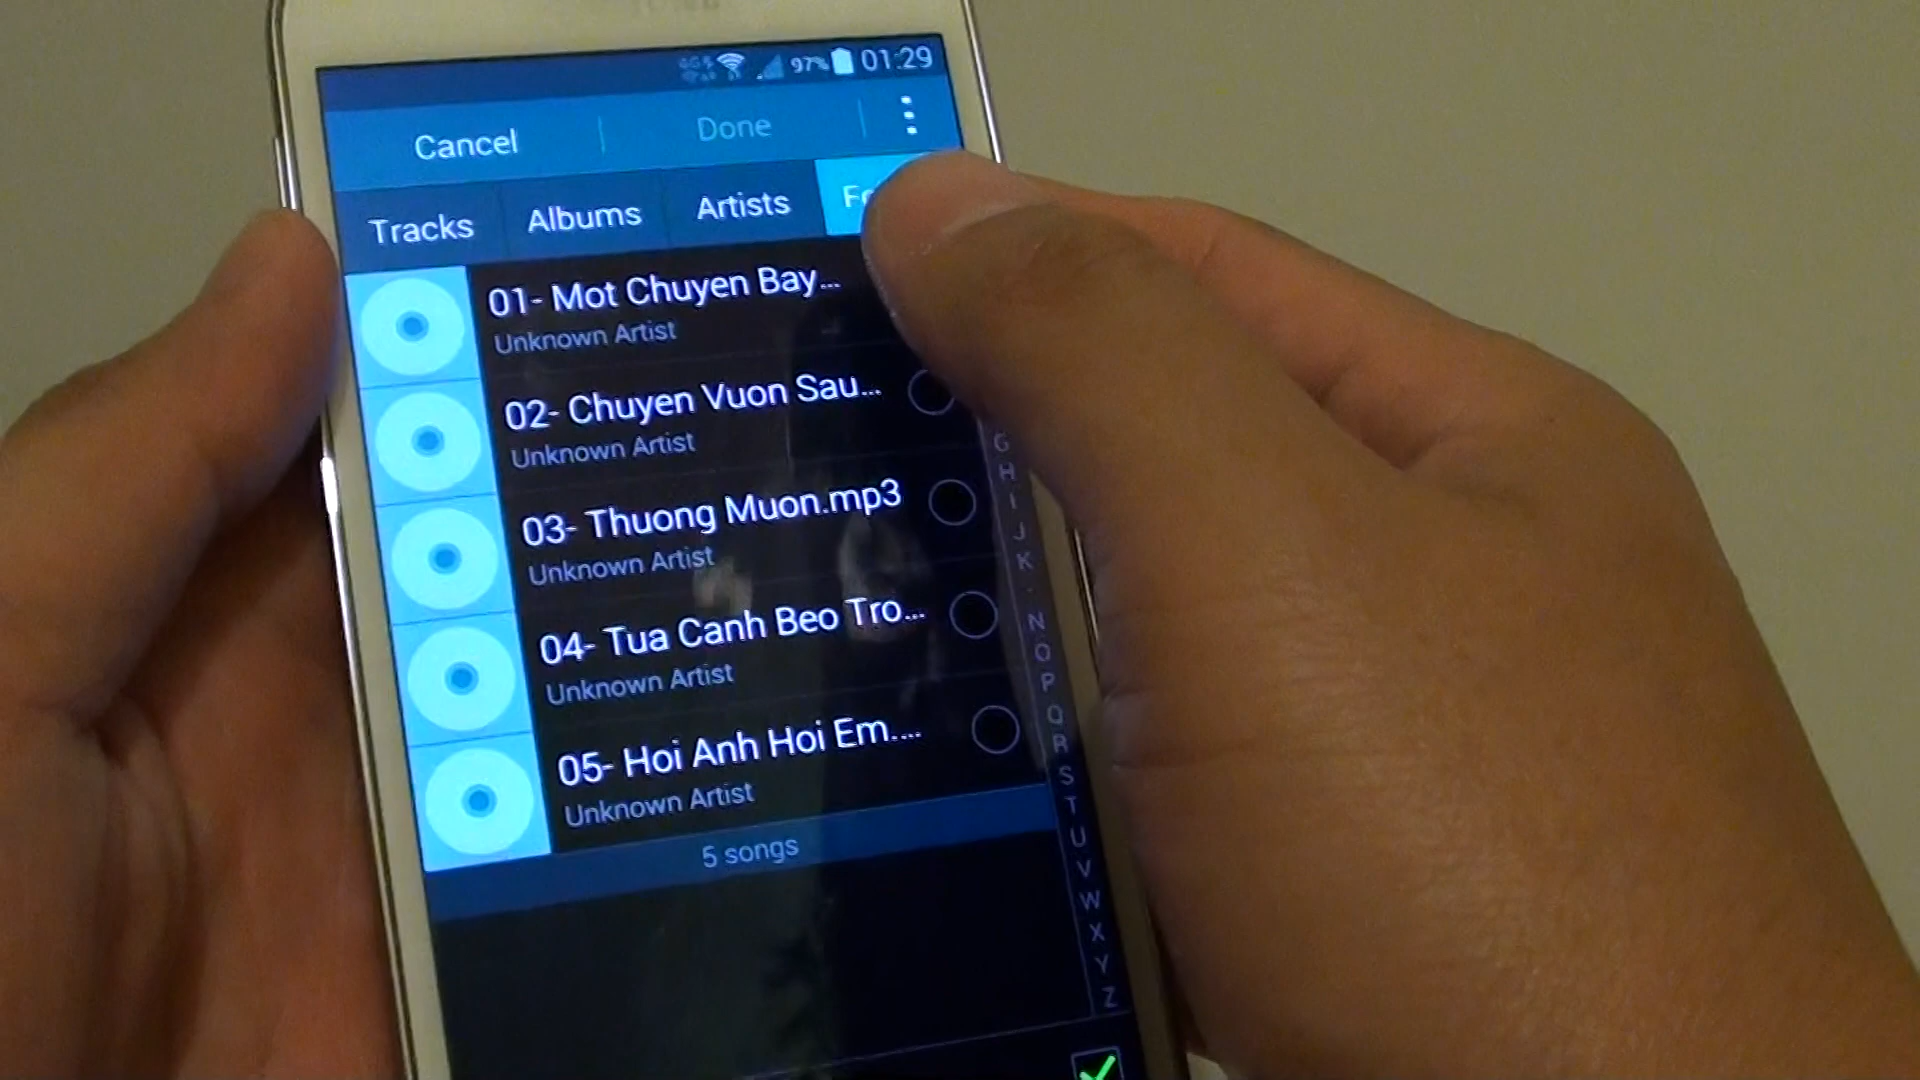 97% 01:29
Cancel Done
Tracks Albums Artists
01- Mot Chuyen Bay...
Unknown Artist
02- Chuyen Vuon Sau...
Unknown Artist
03- Thuong Muon.mp3
Unknown Artist
04- Tua Canh Beo Tro...
Unknown Artist
05- Hoi Anh Hoi Em....
Unknown Artist
5 songs
G
H
I
J
K
N
O
P
Q
R
S
T
U
V
W
X
Y
Z